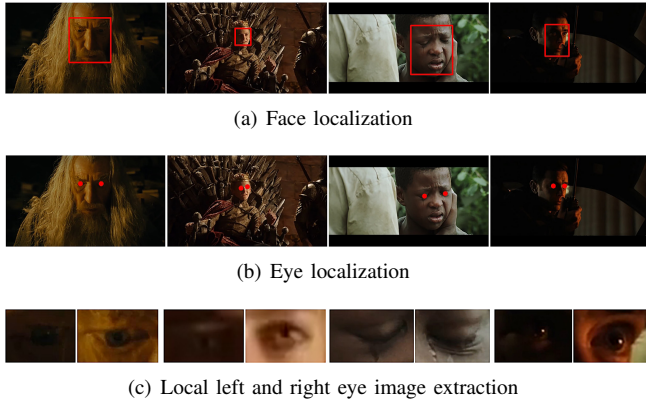 (a) Face localization
(b) Eye localization
(c) Local left and right eye image extraction